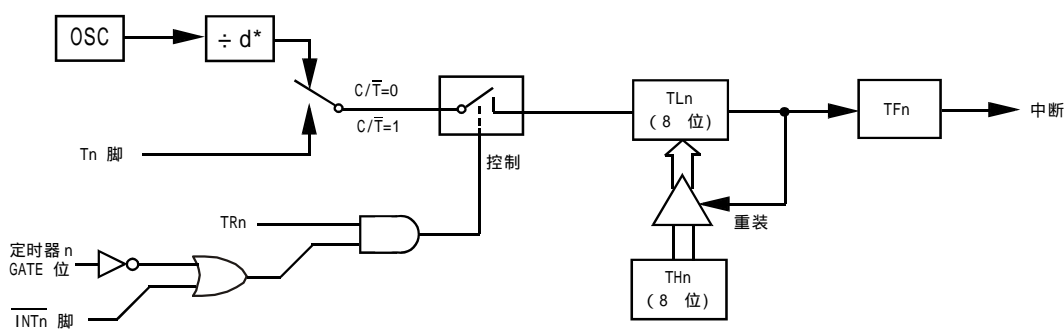 OSC
÷ d*
C/T̅=0
C/T̅=1
Tn 脚
控制
TLn
(8 位)
TFn
中断
重装
TRn
定时器 n
GATE 位
I̅N̅T̅n̅ 脚
THn
(8 位)